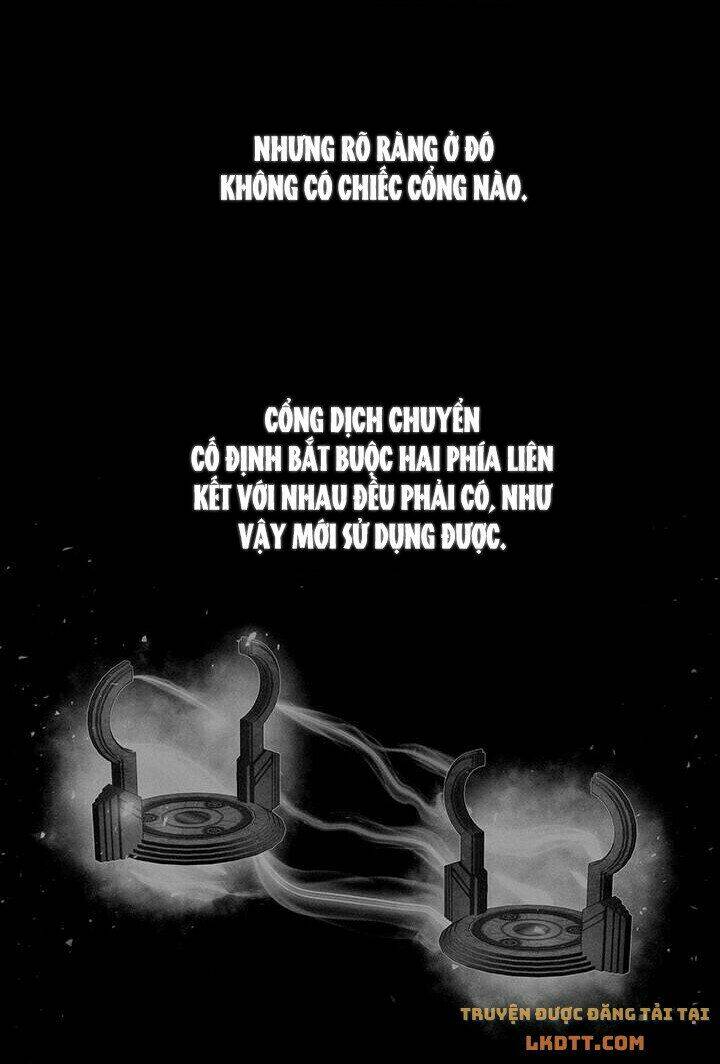 NHƯNG RÕ RÀNG Ở ĐÓ
KHÔNG CÓ CHIẾC CỔNG NÀO.
CỔNG DỊCH CHUYỂN
CỐ ĐỊNH BẮT BUỘC HAI PHÍA LIÊN
KẾT VỚI NHAU ĐỀU PHẢI CÓ, NHƯ
VẬY MỚI SỬ DỤNG ĐƯỢC.
TRUYỆN ĐƯỢC ĐĂNG TẢI TẠI
LKDTT.COM